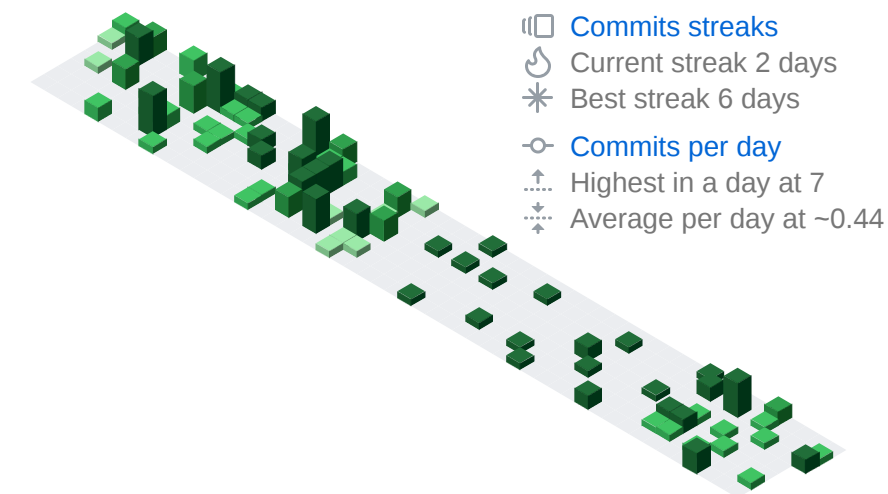 Commits streaks
Current streak 2 days
Best streak 6 days
Commits per day
Highest in a day at 7
Average per day at ~0.44